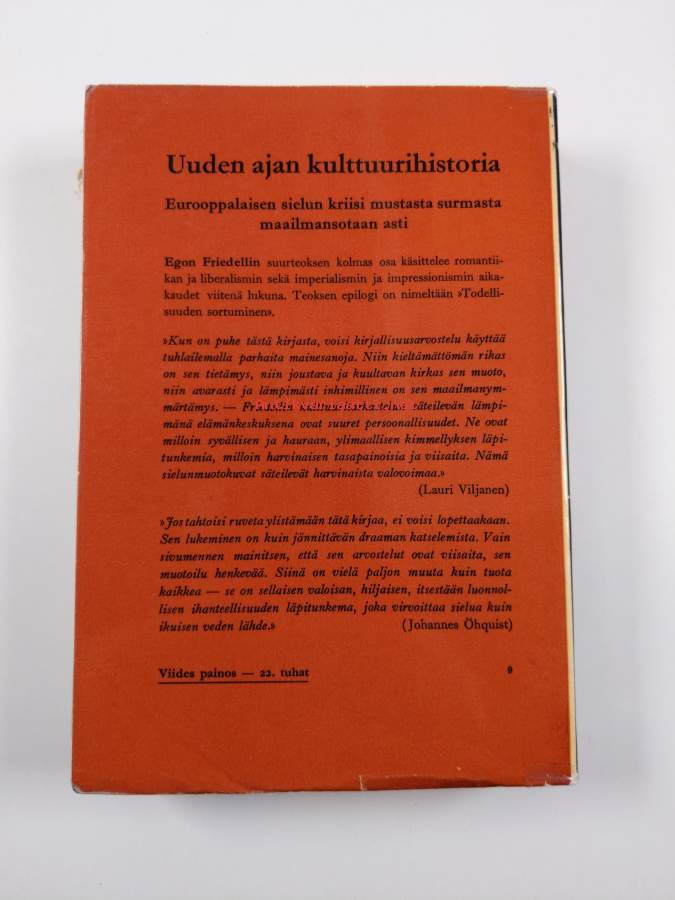 Uuden ajan kulttuurihistoria
Eurooppalaisen sielun kriisi mustasta surmasta
maailmansotaan asti
Egon Friedellin suurteoksen kolmas osa käsittelee romantii-
kan ja liberalismin sekä imperialismin ja impressionismin aika-
kaudet viitenä lukuna. Teoksen epilogi on nimeltään »Todelli-
suuden sortuminen».
»Kun on puhe tästä kirjasta, voisi kirjallisuusarvostelu käyttää
tuhlailemalla parhaita mainesanoja. Niin kieltämättömän rikas
on sen tietämys, niin joustava ja kuultavan kirkas sen muoto,
niin avarasti ja lämpimästi inhimillinen on sen maailmanym-
märtämys. — säteilevän lämpi-
mänä elämänkeskuksena ovat suuret persoonallisuudet. Ne ovat
milloin syvällisen ja hauraan, ylimaallisen kimmellyksen läpi-
tunkemia, milloin harvinaisen tasapainoisia ja viisaita. Nämä
sielunmuotokuvat säteilevät harvinaista valovoimaa.»
(Lauri Viljanen)
»Jos tahtoisi ruveta ylistämään tätä kirjaa, ei voisi lopettaakaan.
Sen lukeminen on kuin jännittävän draaman katselemista. Vain
sivumennen mainitsen, että sen arvostelut ovat viisaita, sen
muotoilu henkevää. Siinä on vielä paljon muuta kuin tuota
kaikkea — se on sellaisen valoisan, hiljaisen, itsestään luonnol-
lisen ihanteellisuuden läpitunkema, joka virvoittaa sielua kuin
ikuisen veden lähde.» (Johannes Öhquist)
Viides painos — 22. tuhat 9